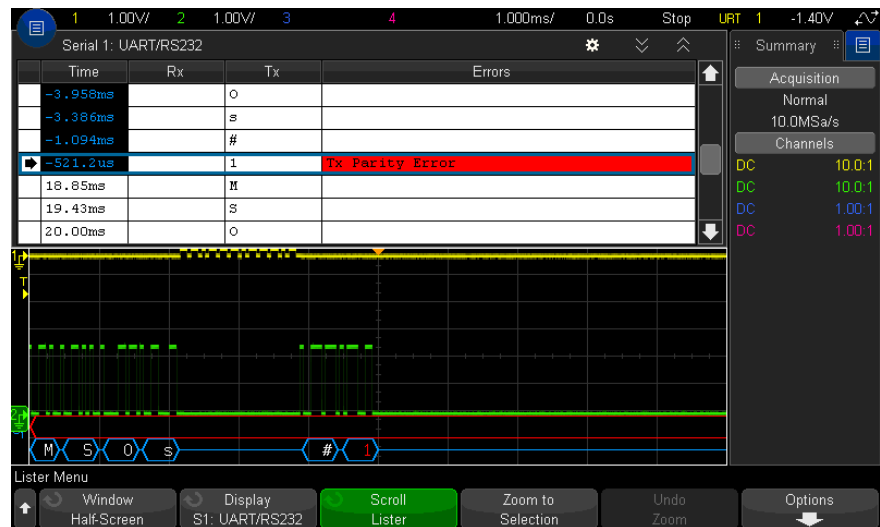 1 1.00V/ 2 1.00V/ 3 4 1.000ms/ 0.0s Stop URT 1 -1.40V
Serial 1: UART/RS232
Summary
Time Rx Tx Errors
-3.958ms O
-3.386ms s
-1.094ms #
-521.2us 1 Tx Parity Error
18.85ms M
19.43ms S
20.00ms O
Acquisition
Normal
10.0MSa/s
Channels
DC 10.0:1
DC 10.0:1
DC 1.00:1
DC 1.00:1
1
T
2
M S O s # 1
Lister Menu
Window
Half-Screen
Display
S1: UART/RS232
Scroll
Lister
Zoom to
Selection
Undo
Zoom
Options